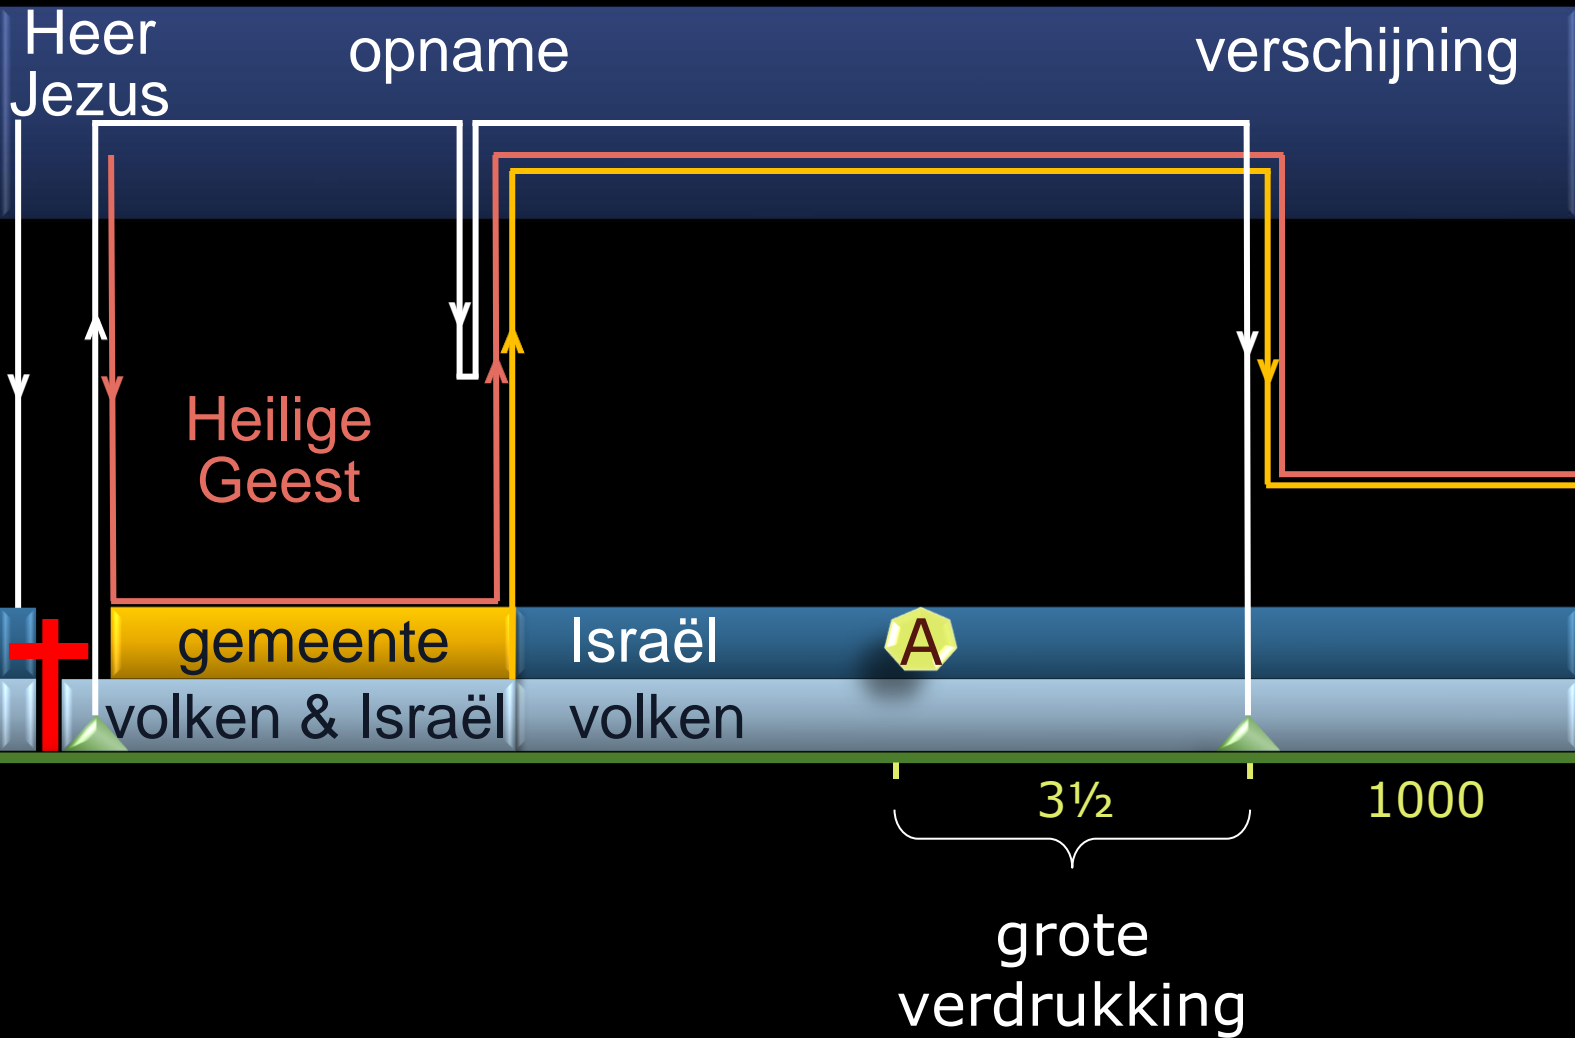 Heer
Jezus
opname
verschijning
Heilige
Geest
gemeente
Israël
A
volken & Israël
volken
3½
1000
grote
verdrukking